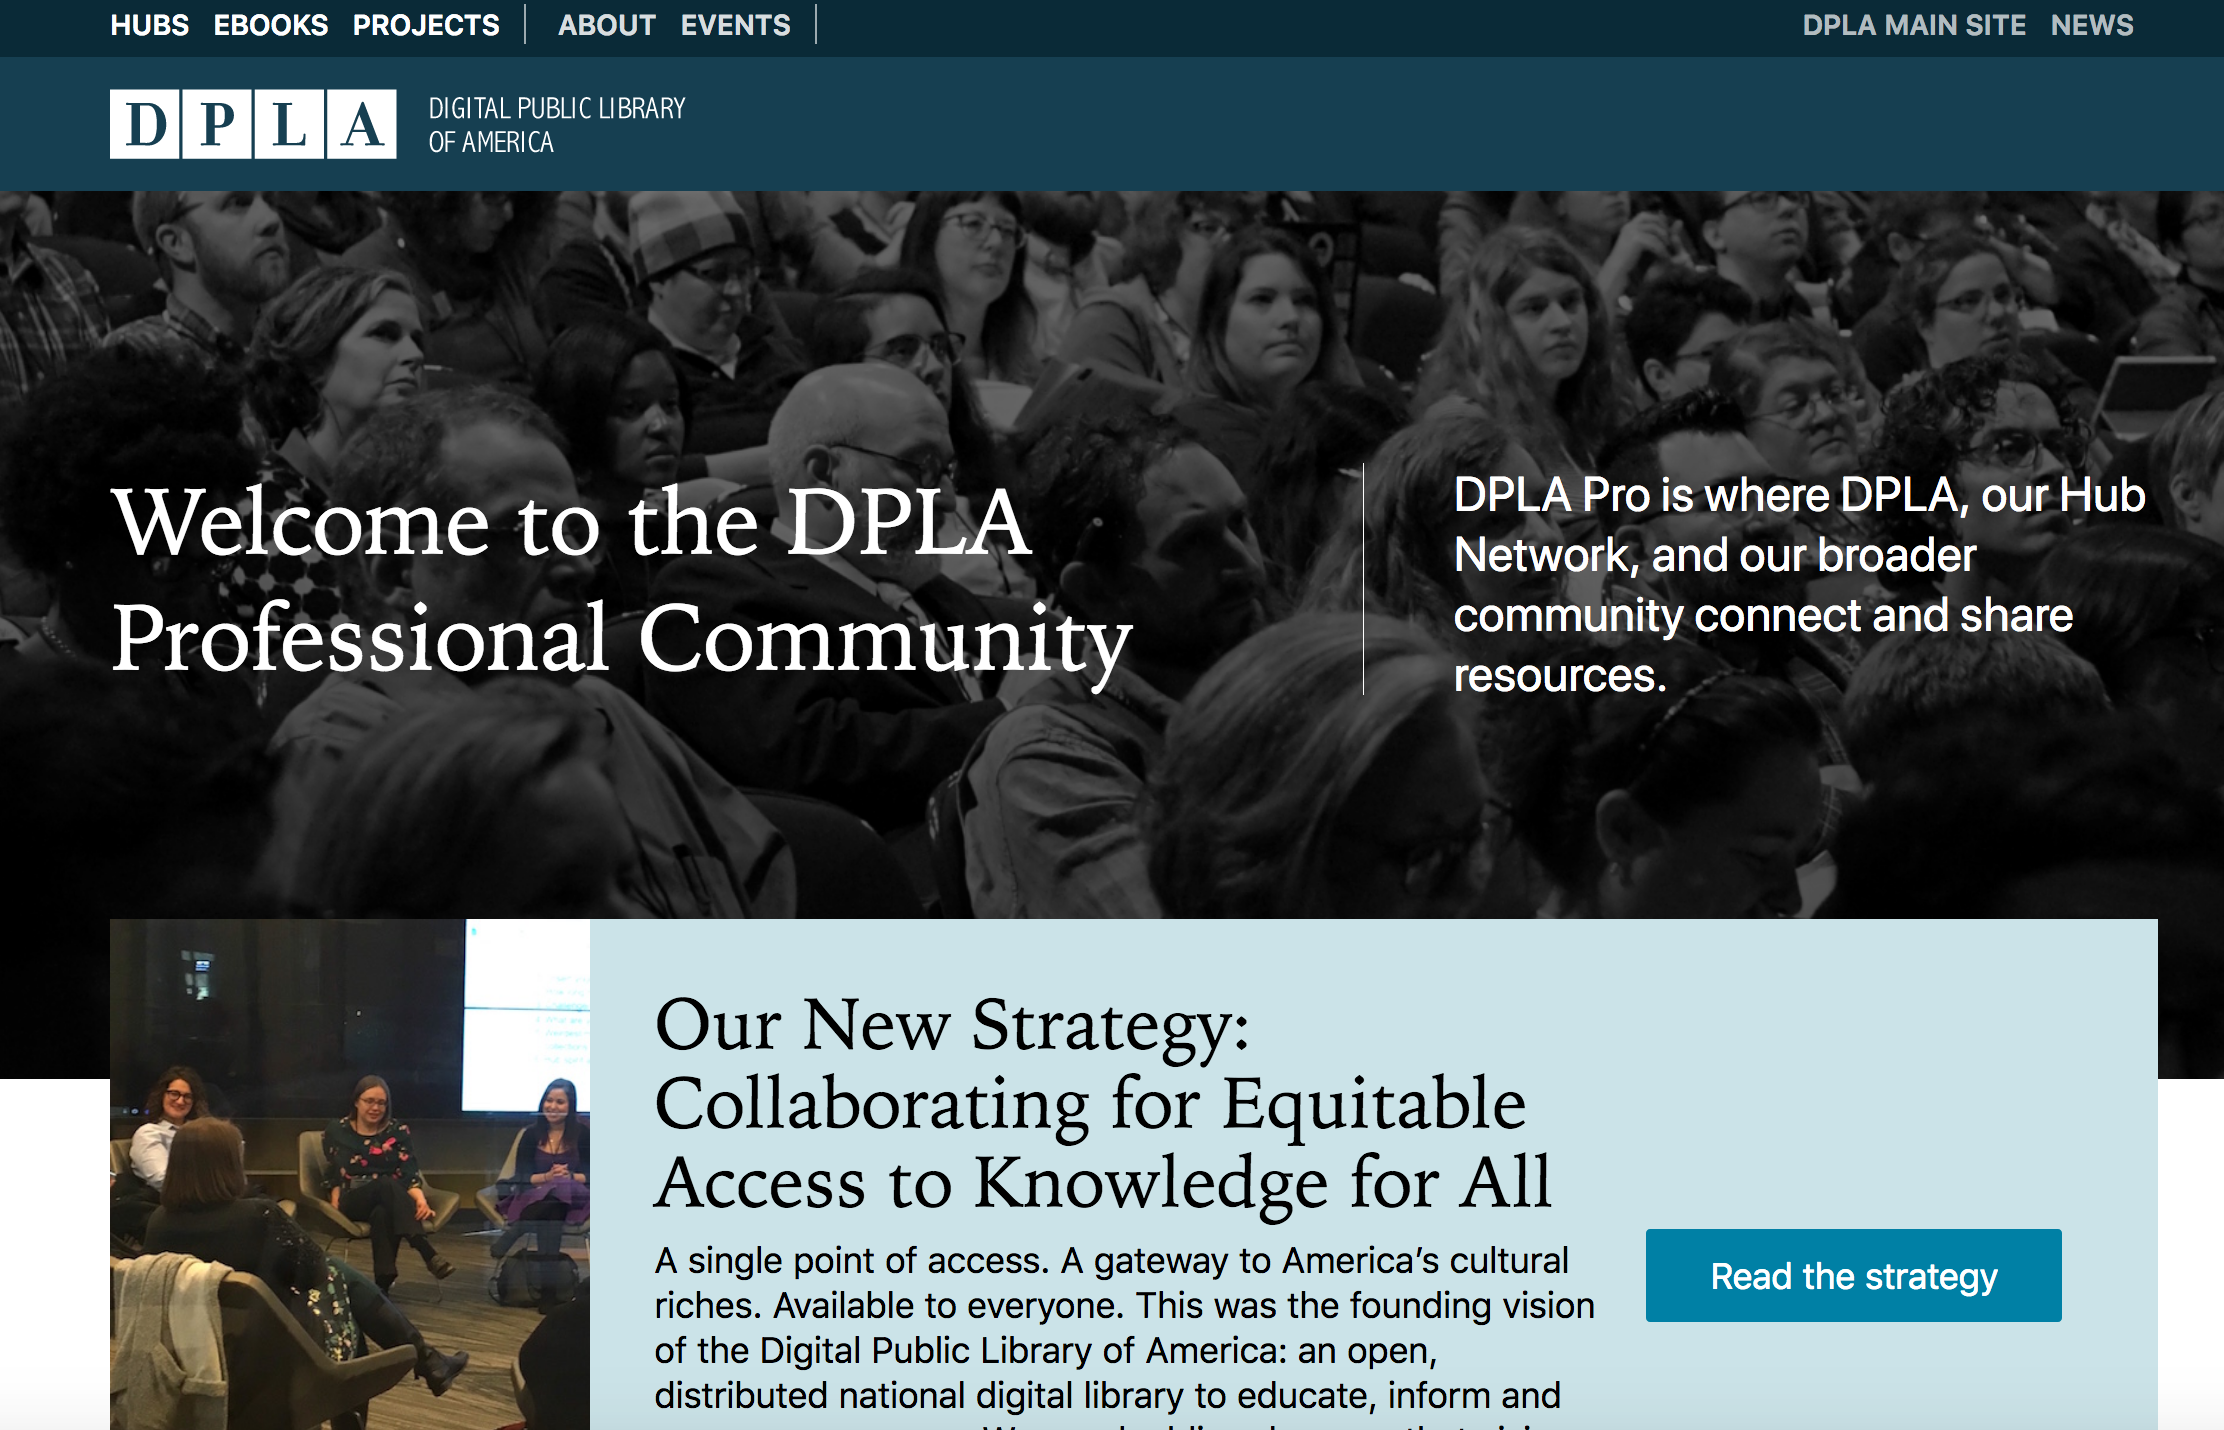 HUBS EBOOKS PROJECTS ABOUT EVENTS DPLA MAIN SITE NEWS
DPLA
DIGITAL PUBLIC LIBRARY
OF AMERICA
Welcome to the DPLA
Professional Community
DPLA Pro is where DPLA, our Hub
Network, and our broader
community connect and share
resources.
Our New Strategy:
Collaborating for Equitable
Access to Knowledge for All
A single point of access. A gateway to America’s cultural
riches. Available to everyone. This was the founding vision
of the Digital Public Library of America: an open,
distributed national digital library to educate, inform and
Read the strategy